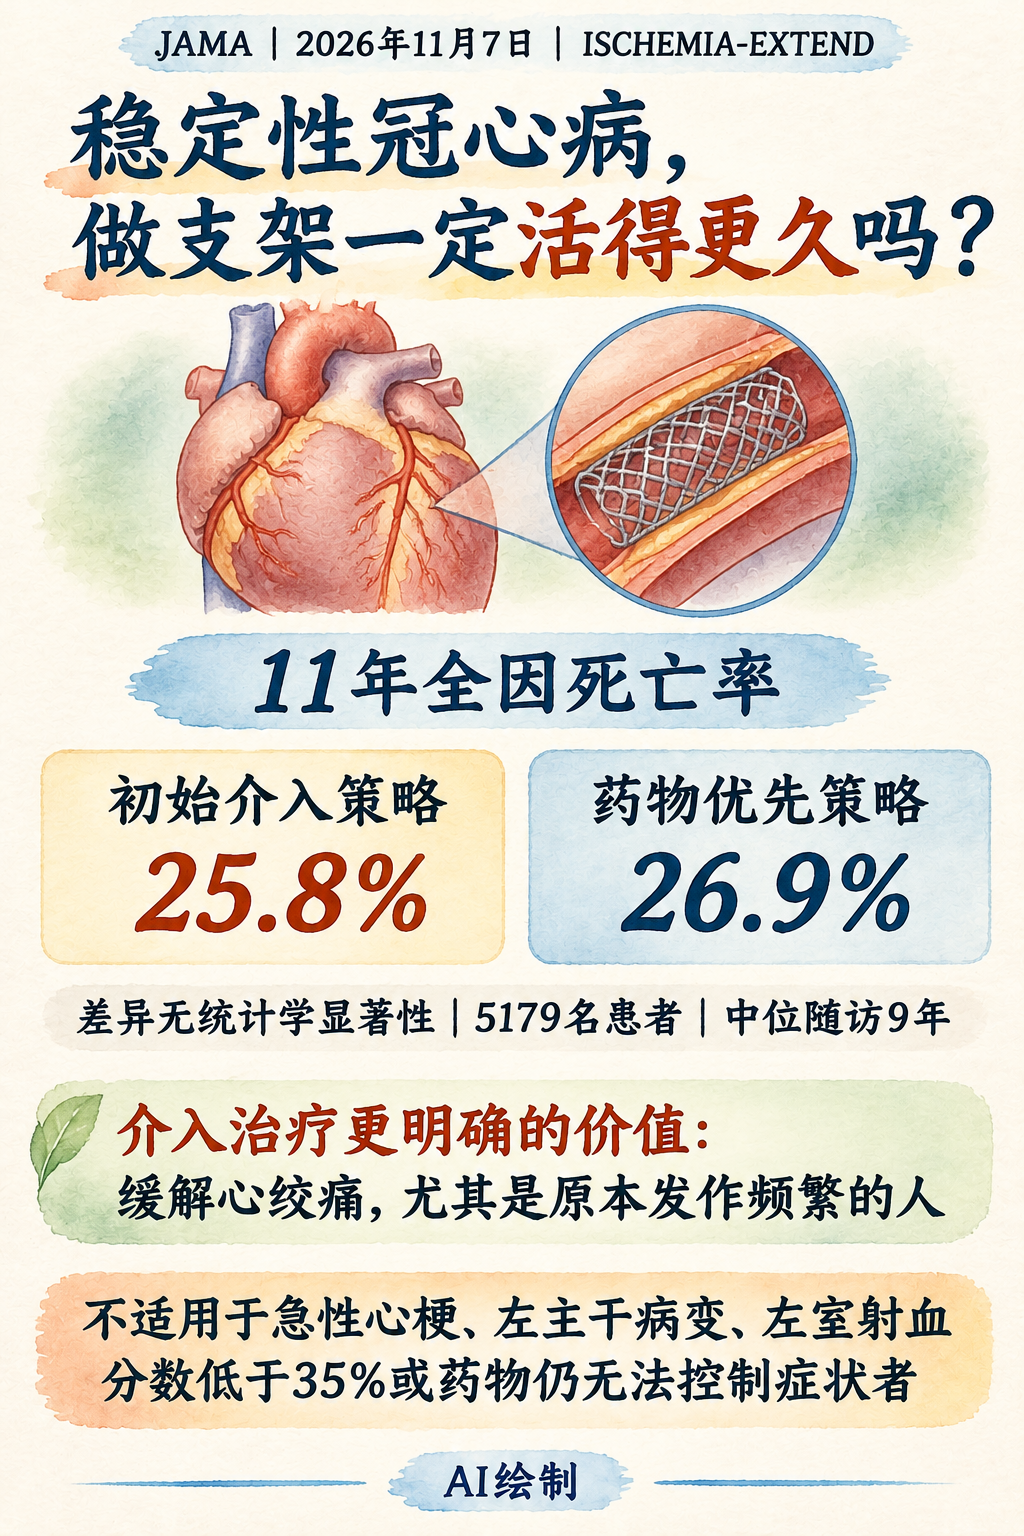 JAMA | 2026年11月7日 | ISCHEMIA-EXTEND
稳定性冠心病，
做支架一定活得更久吗？
11年全因死亡率
初始介入策略
25.8%
药物优先策略
26.9%
差异无统计学显著性 | 5179名患者 | 中位随访9年
介入治疗更明确的价值：
缓解心绞痛，尤其是原本发作频繁的人
不适用于急性心梗、左主干病变、左室射血
分数低于35%或药物仍无法控制症状者
AI绘制